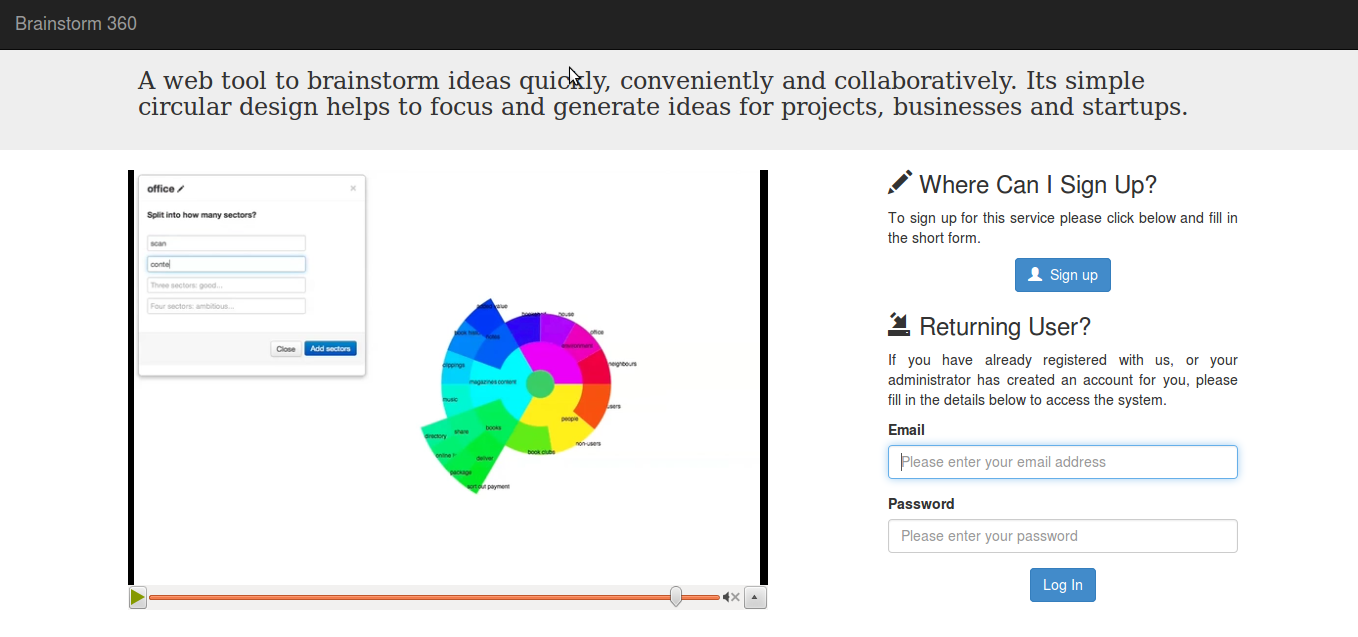 Brainstorm 360
A web tool to brainstorm ideas quickly, conveniently and collaboratively. Its simple
circular design helps to focus and generate ideas for projects, businesses and startups.
office
×
Split into how many sectors?
scan
conte
Three sectors: good...
Four sectors: ambitious...
Close
Add sectors
value
house
office
neighbours
clippings
magazines content
music
users
people
non-users
books
share
directory
book clubs
deliver
package
sort out payment
Where Can I Sign Up?
To sign up for this service please click below and fill in
the short form.
Sign up
Returning User?
If you have already registered with us, or your
administrator has created an account for you, please
fill in the details below to access the system.
Email
Please enter your email address
Password
Please enter your password
Log In